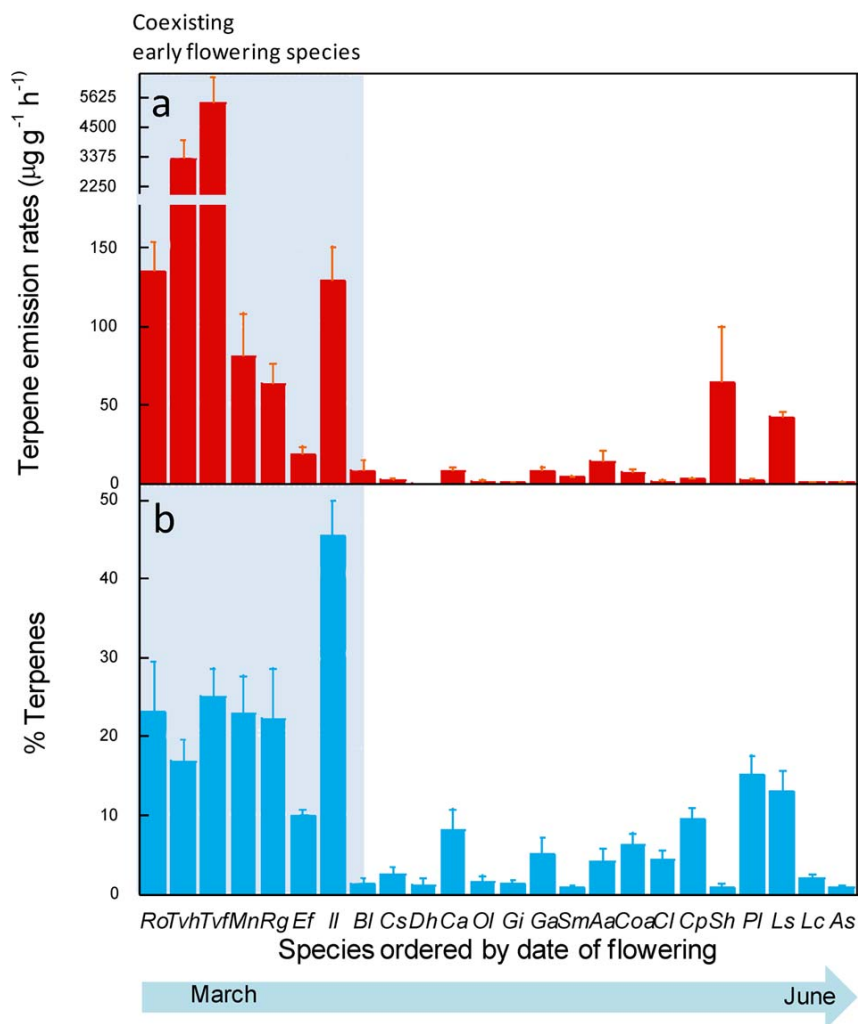 Coexisting
early flowering species
a
Terpene emission rates (µg g⁻¹ h⁻¹)
5625
4500
3375
2250
150
100
50
0
b
% Terpenes
50
40
30
20
10
0
Ro Tvh Tvf Mn Rg Ef Il Bl Cs Dh Ca Ol Gi Ga Sm Aa Coa Cl Cp Sh Pl Ls Lc As
Species ordered by date of flowering
March June